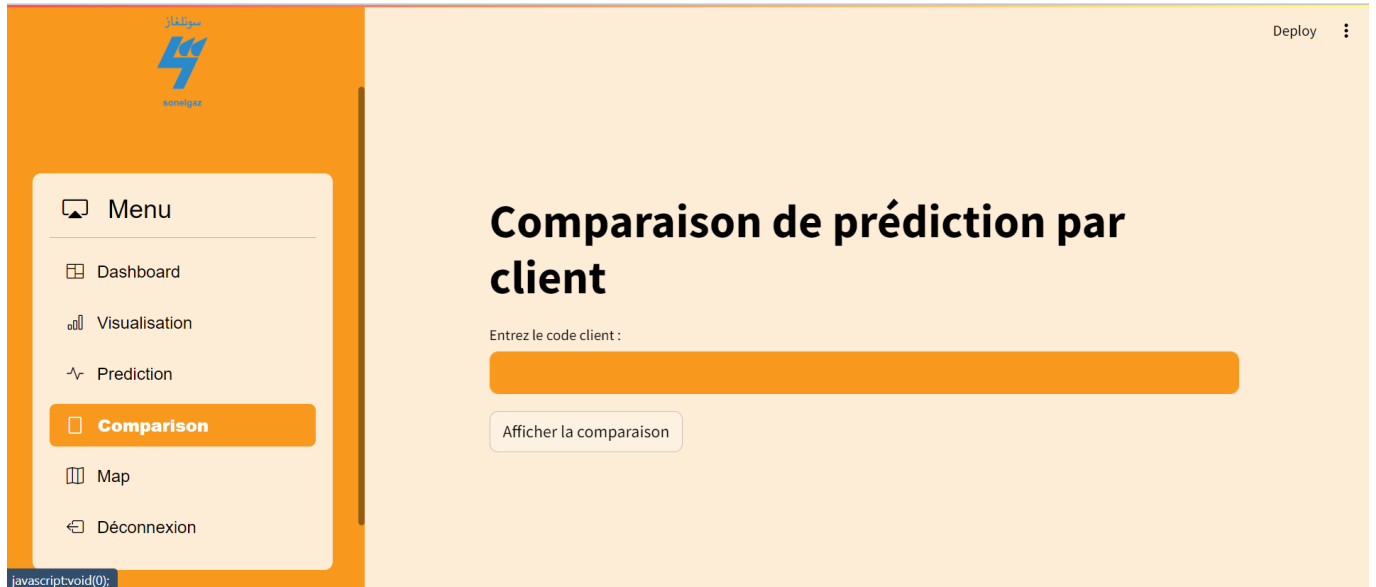 سونلغاز
sonelgaz
Menu
Dashboard
Visualisation
Prediction
Comparison
Map
Déconnexion
javascript:void(0);
Deploy
Comparaison de prédiction par
client
Entrez le code client :
Afficher la comparaison